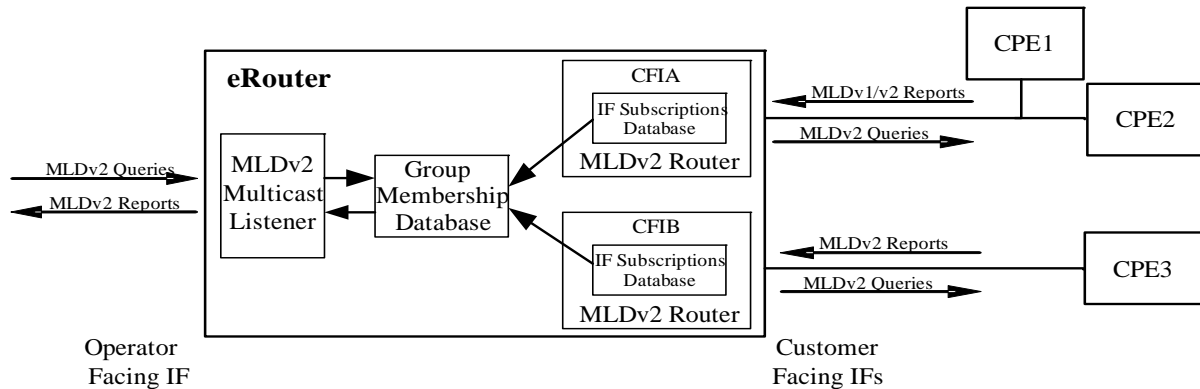 CPE1
eRouter
CFIA
MLDv1/v2 Reports
IF Subscriptions
Database
CPE2
MLDv2 Queries
MLDv2 Router
MLDv2 Queries
MLDv2 Reports
MLDv2
Multicast
Listener
Group
Membership
Database
CFIB
MLDv2 Reports
IF Subscriptions
Database
CPE3
MLDv2 Queries
MLDv2 Router
Operator
Facing IF
Customer
Facing IFs